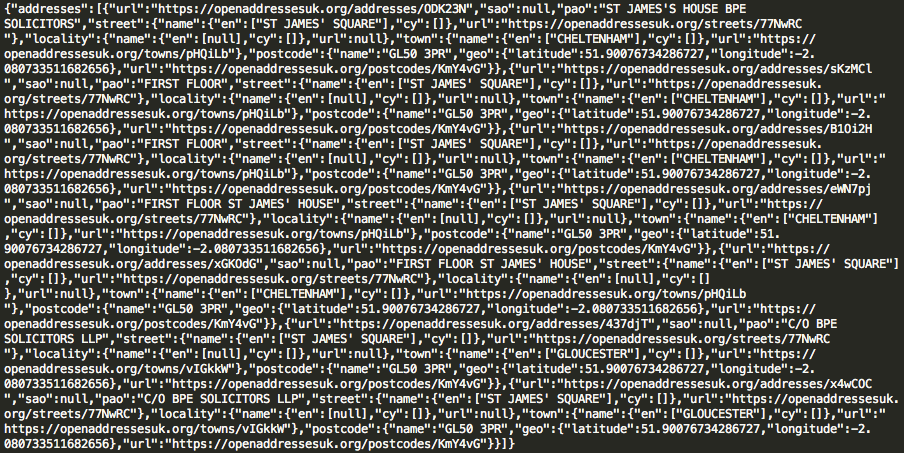 {"addresses":[{"url":"https://openaddressesuk.org/addresses/ODK23N","sao":null,"pao":"ST JAMES'S HOUSE BPE
SOLICITORS","street":{"name":{"en":["ST JAMES' SQUARE"],"cy":[]},"url":"https://openaddressesuk.org/streets/77NwRC
"},"locality":{"name":{"en":[null],"cy":[]},"url":null},"town":{"name":{"en":["CHELTENHAM"],"cy":[]},"url":"https://
openaddressesuk.org/towns/pHQiLb"},"postcode":{"name":"GL50 3PR","geo":{"latitude":51.90076734286727,"longitude":-2.
080733511682656},"url":"https://openaddressesuk.org/postcodes/KmY4vG"}},{"url":"https://openaddressesuk.org/addresses/sKzMCl
","sao":null,"pao":"FIRST FLOOR","street":{"name":{"en":["ST JAMES' SQUARE"],"cy":[]},"url":"https://openaddressesuk.
org/streets/77NwRC"},"locality":{"name":{"en":[null],"cy":[]},"url":null},"town":{"name":{"en":["CHELTENHAM"],"cy":[]},"url":"
https://openaddressesuk.org/towns/pHQiLb"},"postcode":{"name":"GL50 3PR","geo":{"latitude":51.90076734286727,"longitude":-2.
080733511682656},"url":"https://openaddressesuk.org/postcodes/KmY4vG"}},{"url":"https://openaddressesuk.org/addresses/B1Oi2H
","sao":null,"pao":"FIRST FLOOR","street":{"name":{"en":["ST JAMES' SQUARE"],"cy":[]},"url":"https://openaddressesuk.
org/streets/77NwRC"},"locality":{"name":{"en":[null],"cy":[]},"url":null},"town":{"name":{"en":["CHELTENHAM"],"cy":[]},"url":"
https://openaddressesuk.org/towns/pHQiLb"},"postcode":{"name":"GL50 3PR","geo":{"latitude":51.90076734286727,"longitude":-2.
080733511682656},"url":"https://openaddressesuk.org/postcodes/KmY4vG"}},{"url":"https://openaddressesuk.org/addresses/eWN7pj
","sao":null,"pao":"FIRST FLOOR ST JAMES' HOUSE","street":{"name":{"en":["ST JAMES' SQUARE"],"cy":[]},"url":"https://
openaddressesuk.org/streets/77NwRC"},"locality":{"name":{"en":[null],"cy":[]},"url":null},"town":{"name":{"en":["CHELTENHAM"]
,"cy":[]},"url":"https://openaddressesuk.org/towns/pHQiLb"},"postcode":{"name":"GL50 3PR","geo":{"latitude":51.
90076734286727,"longitude":-2.080733511682656},"url":"https://openaddressesuk.org/postcodes/KmY4vG"}},{"url":"https://
openaddressesuk.org/addresses/xGKOdG","sao":null,"pao":"FIRST FLOOR ST JAMES' HOUSE","street":{"name":{"en":["ST JAMES' SQUARE"]
,"cy":[]},"url":"https://openaddressesuk.org/streets/77NwRC"},"locality":{"name":{"en":[null],"cy":[]
},"url":null},"town":{"name":{"en":["CHELTENHAM"],"cy":[]},"url":"https://openaddressesuk.org/towns/pHQiLb
"},"postcode":{"name":"GL50 3PR","geo":{"latitude":51.90076734286727,"longitude":-2.080733511682656},"url":"https://
openaddressesuk.org/postcodes/KmY4vG"}},{"url":"https://openaddressesuk.org/addresses/437djT","sao":null,"pao":"C/O BPE
SOLICITORS LLP","street":{"name":{"en":["ST JAMES' SQUARE"],"cy":[]},"url":"https://openaddressesuk.org/streets/77NwRC
"},"locality":{"name":{"en":[null],"cy":[]},"url":null},"town":{"name":{"en":["GLOUCESTER"],"cy":[]},"url":"https://
openaddressesuk.org/towns/vIGkkW"},"postcode":{"name":"GL50 3PR","geo":{"latitude":51.90076734286727,"longitude":-2.
080733511682656},"url":"https://openaddressesuk.org/postcodes/KmY4vG"}},{"url":"https://openaddressesuk.org/addresses/x4wCOC
","sao":null,"pao":"C/O BPE SOLICITORS LLP","street":{"name":{"en":["ST JAMES' SQUARE"],"cy":[]},"url":"https://openaddressesuk.
org/streets/77NwRC"},"locality":{"name":{"en":[null],"cy":[]},"url":null},"town":{"name":{"en":["GLOUCESTER"],"cy":[]},"url":"
https://openaddressesuk.org/towns/vIGkkW"},"postcode":{"name":"GL50 3PR","geo":{"latitude":51.90076734286727,"longitude":-2.
080733511682656},"url":"https://openaddressesuk.org/postcodes/KmY4vG"}}]}